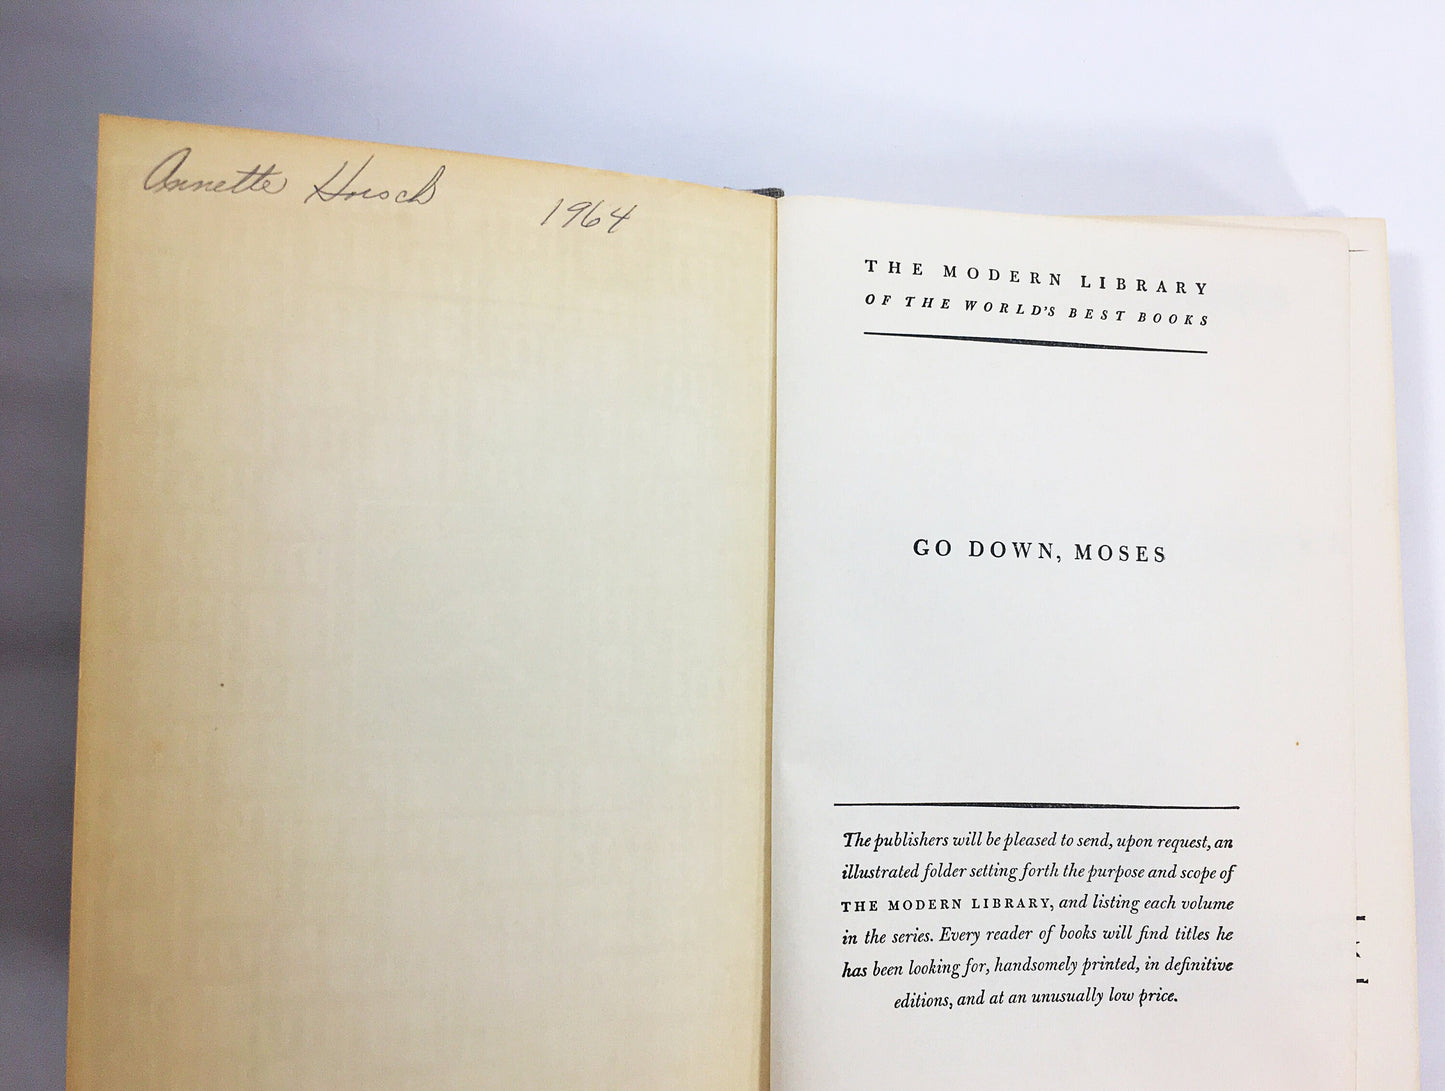 Annette Horsch 1964
THE MODERN LIBRARY
OF THE WORLD'S BEST BOOKS
GO DOWN, MOSES
The publishers will be pleased to send, upon request, an
illustrated folder setting forth the purpose and scope of
THE MODERN LIBRARY, and listing each volume
in the series. Every reader of books will find titles he
has been looking for, handsomely printed, in definitive
editions, and at an unusually low price.